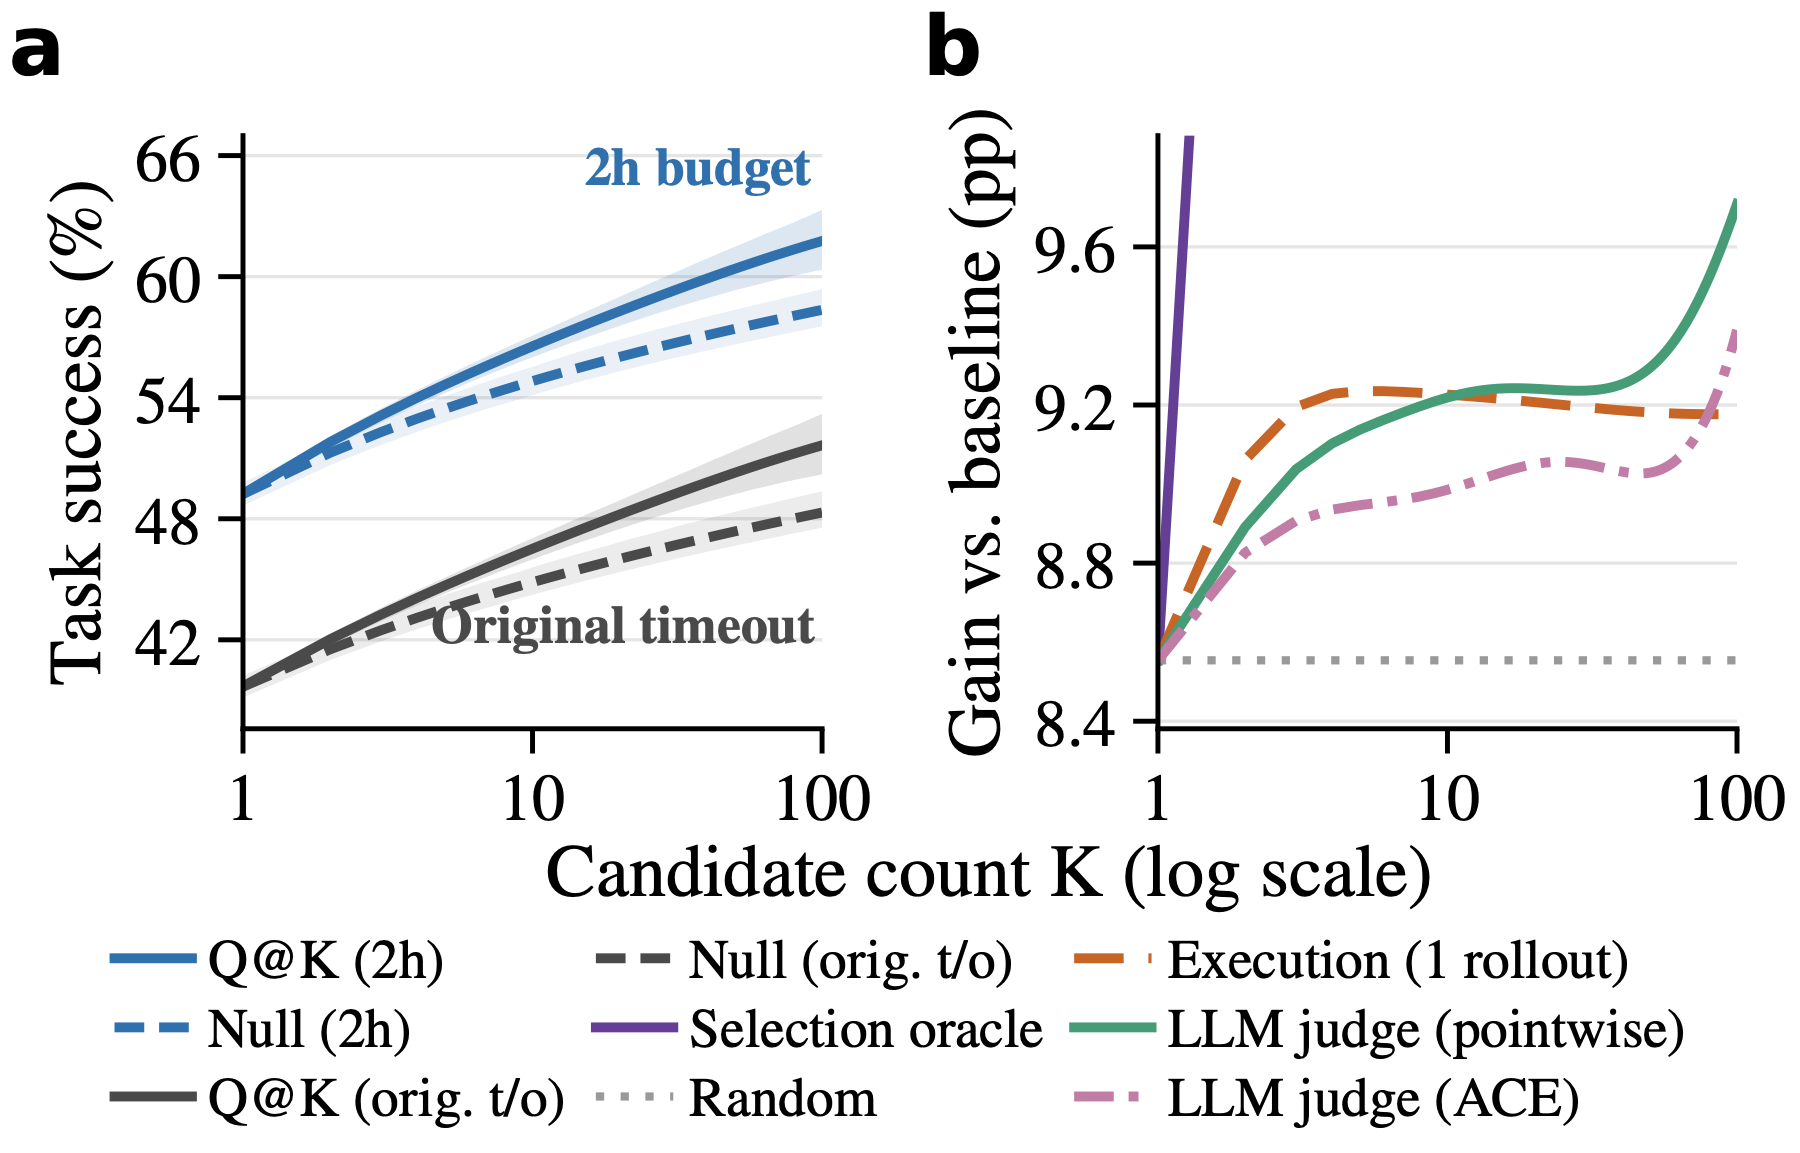 a
Task success (%)
66
60
54
48
42
2h budget
Original timeout
1
10
100
b
Gain vs. baseline (pp)
9.6
9.2
8.8
8.4
1
10
100
Candidate count K (log scale)
Q@K (2h)
Null (2h)
Q@K (orig. t/o)
Null (orig. t/o)
Selection oracle
Random
Execution (1 rollout)
LLM judge (pointwise)
LLM judge (ACE)